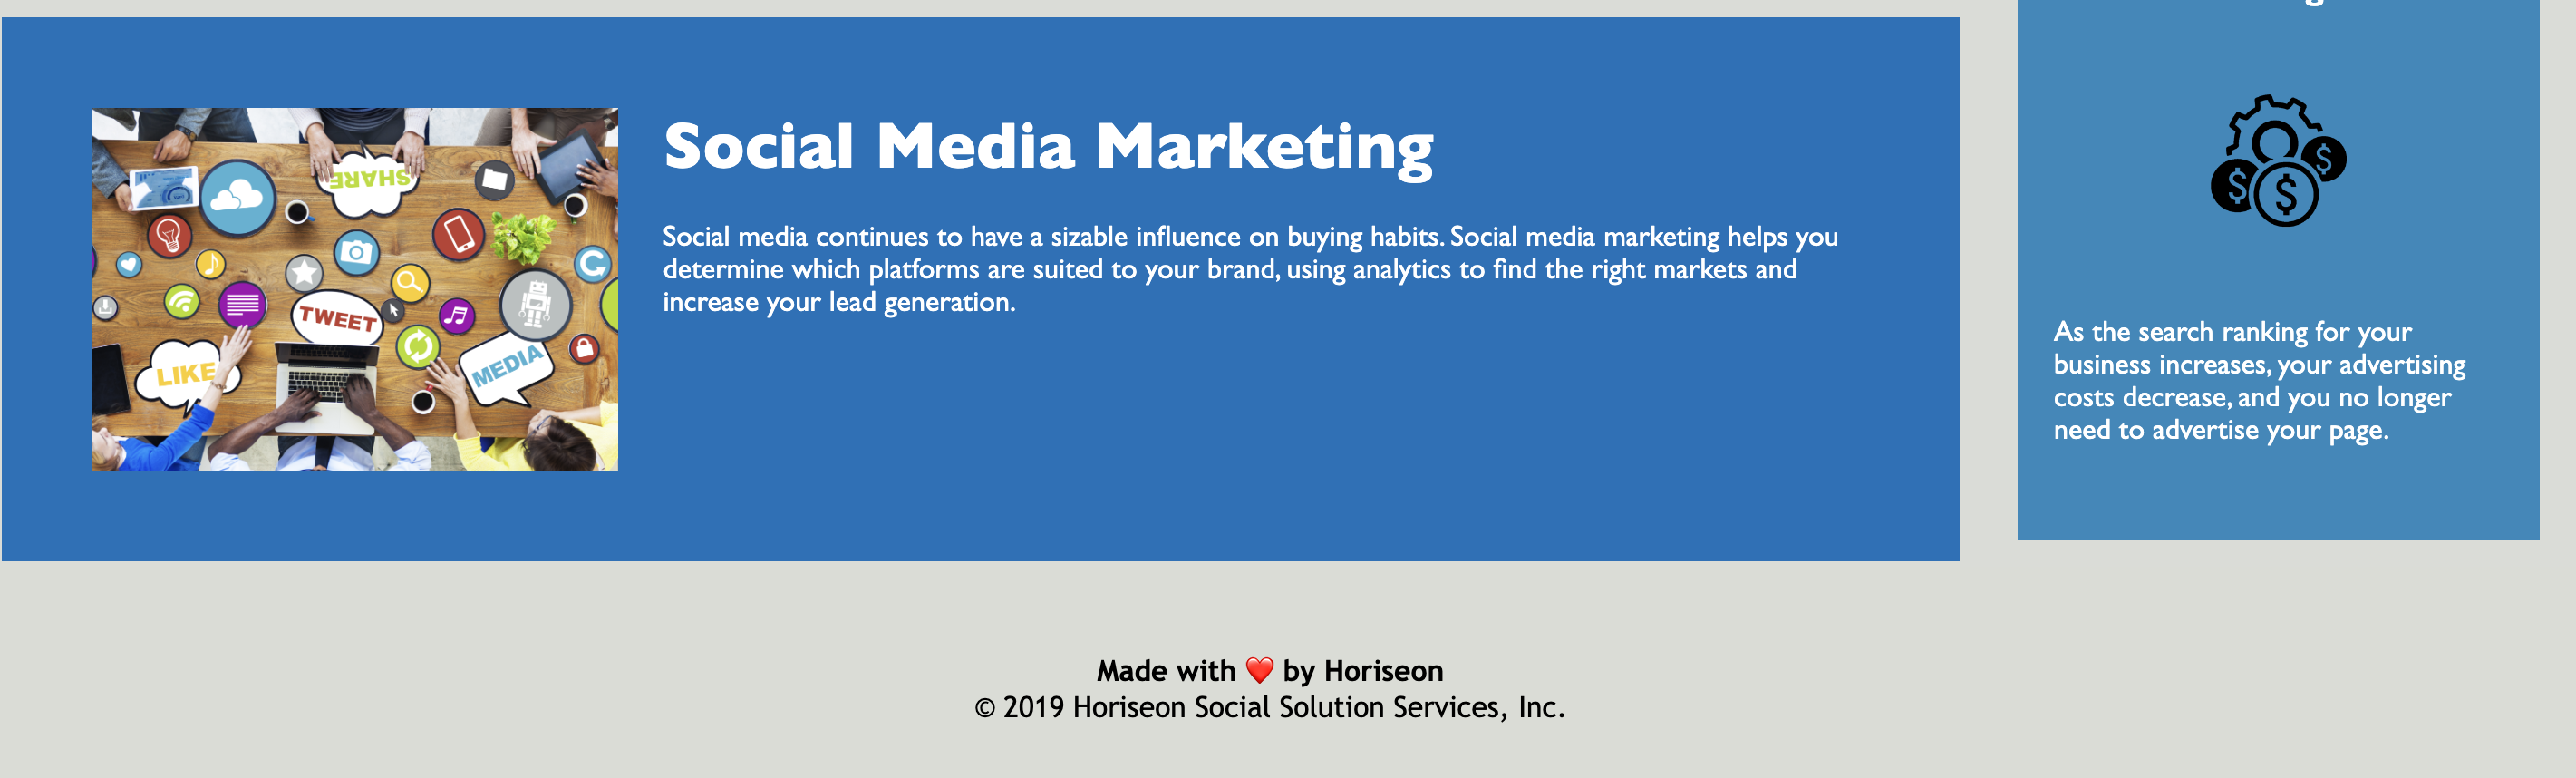 SHARE
TWEET
LIKE
MEDIA
Social Media Marketing
Social media continues to have a sizable influence on buying habits. Social media marketing helps you
determine which platforms are suited to your brand, using analytics to find the right markets and
increase your lead generation.
$ $ $
As the search ranking for your
business increases, your advertising
costs decrease, and you no longer
need to advertise your page.
Made with ❤️ by Horiseon
© 2019 Horiseon Social Solution Services, Inc.